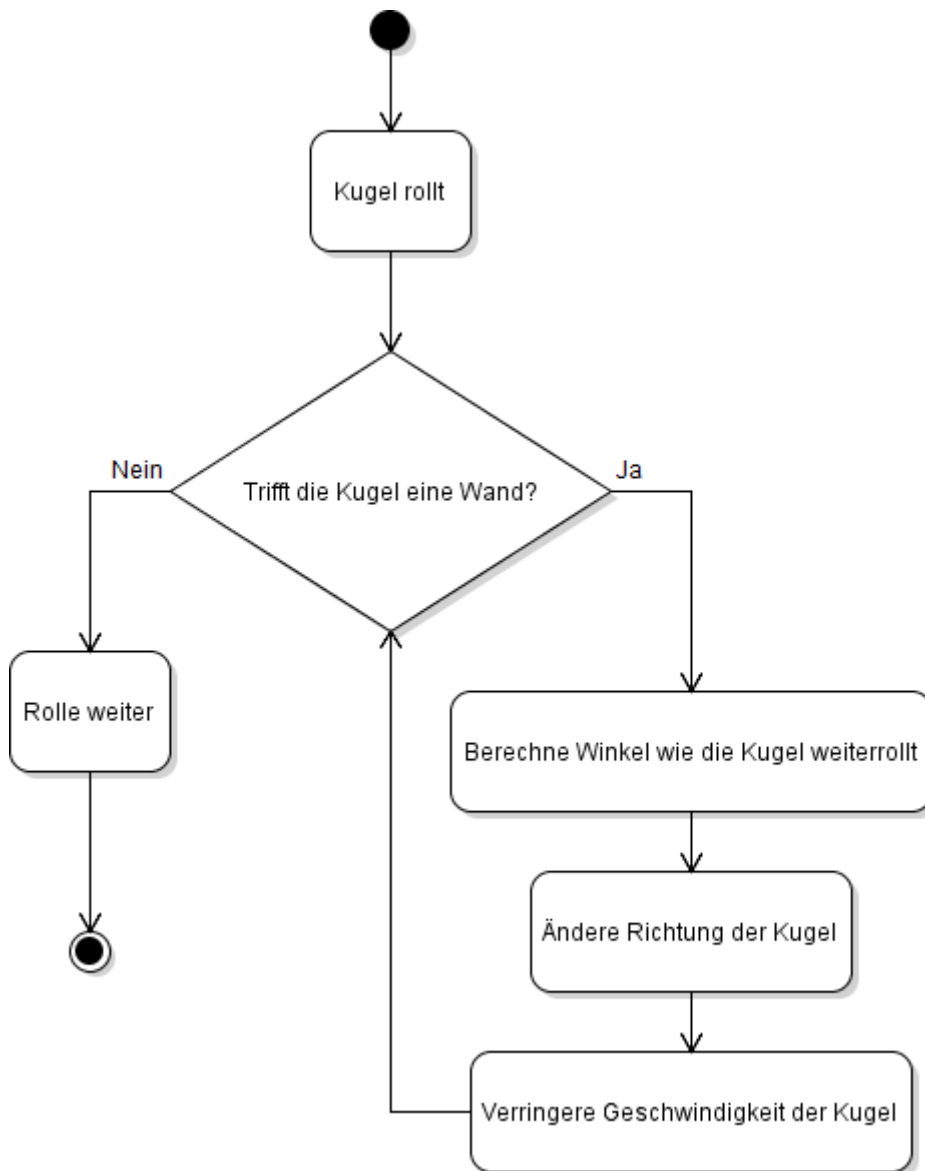 Kugel rollt
Nein
Ja
Trifft die Kugel eine Wand?
Rolle weiter
Berechne Winkel wie die Kugel weiterrollt
Ändere Richtung der Kugel
Verringere Geschwindigkeit der Kugel